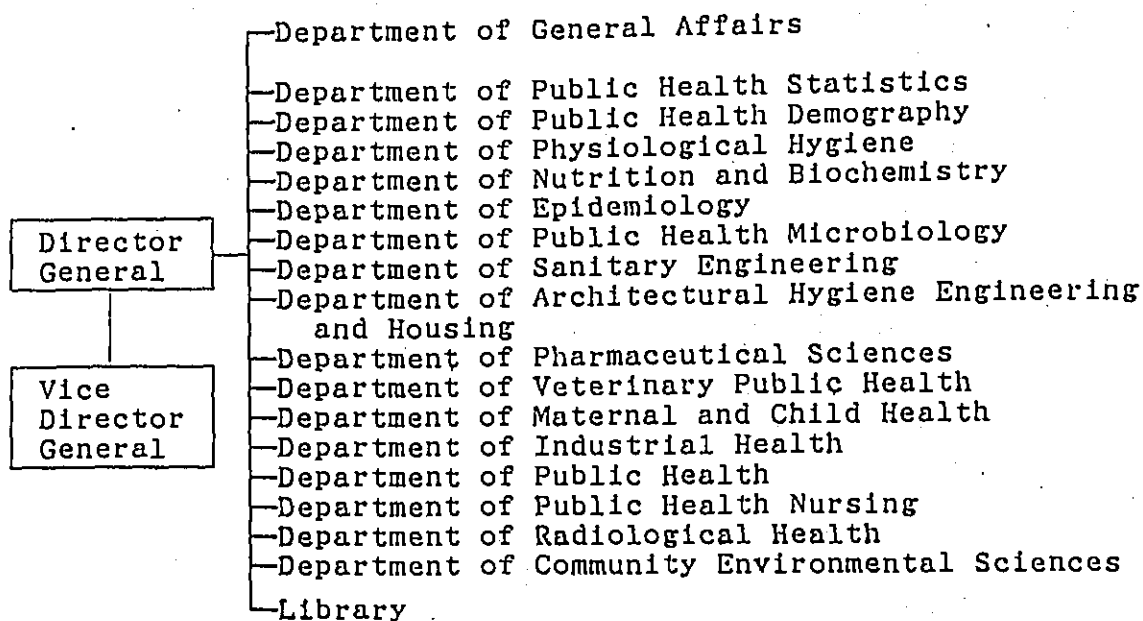 Department of General Affairs
Department of Public Health Statistics
Department of Public Health Demography
Department of Physiological Hygiene
Department of Nutrition and Biochemistry
Department of Epidemiology
Director
General
Department of Public Health Microbiology
Department of Sanitary Engineering
Department of Architectural Hygiene Engineering
and Housing
Department of Pharmaceutical Sciences
Vice
Director
General
Department of Veterinary Public Health
Department of Maternal and Child Health
Department of Industrial Health
Department of Public Health
Department of Public Health Nursing
Department of Radiological Health
Department of Community Environmental Sciences
Library